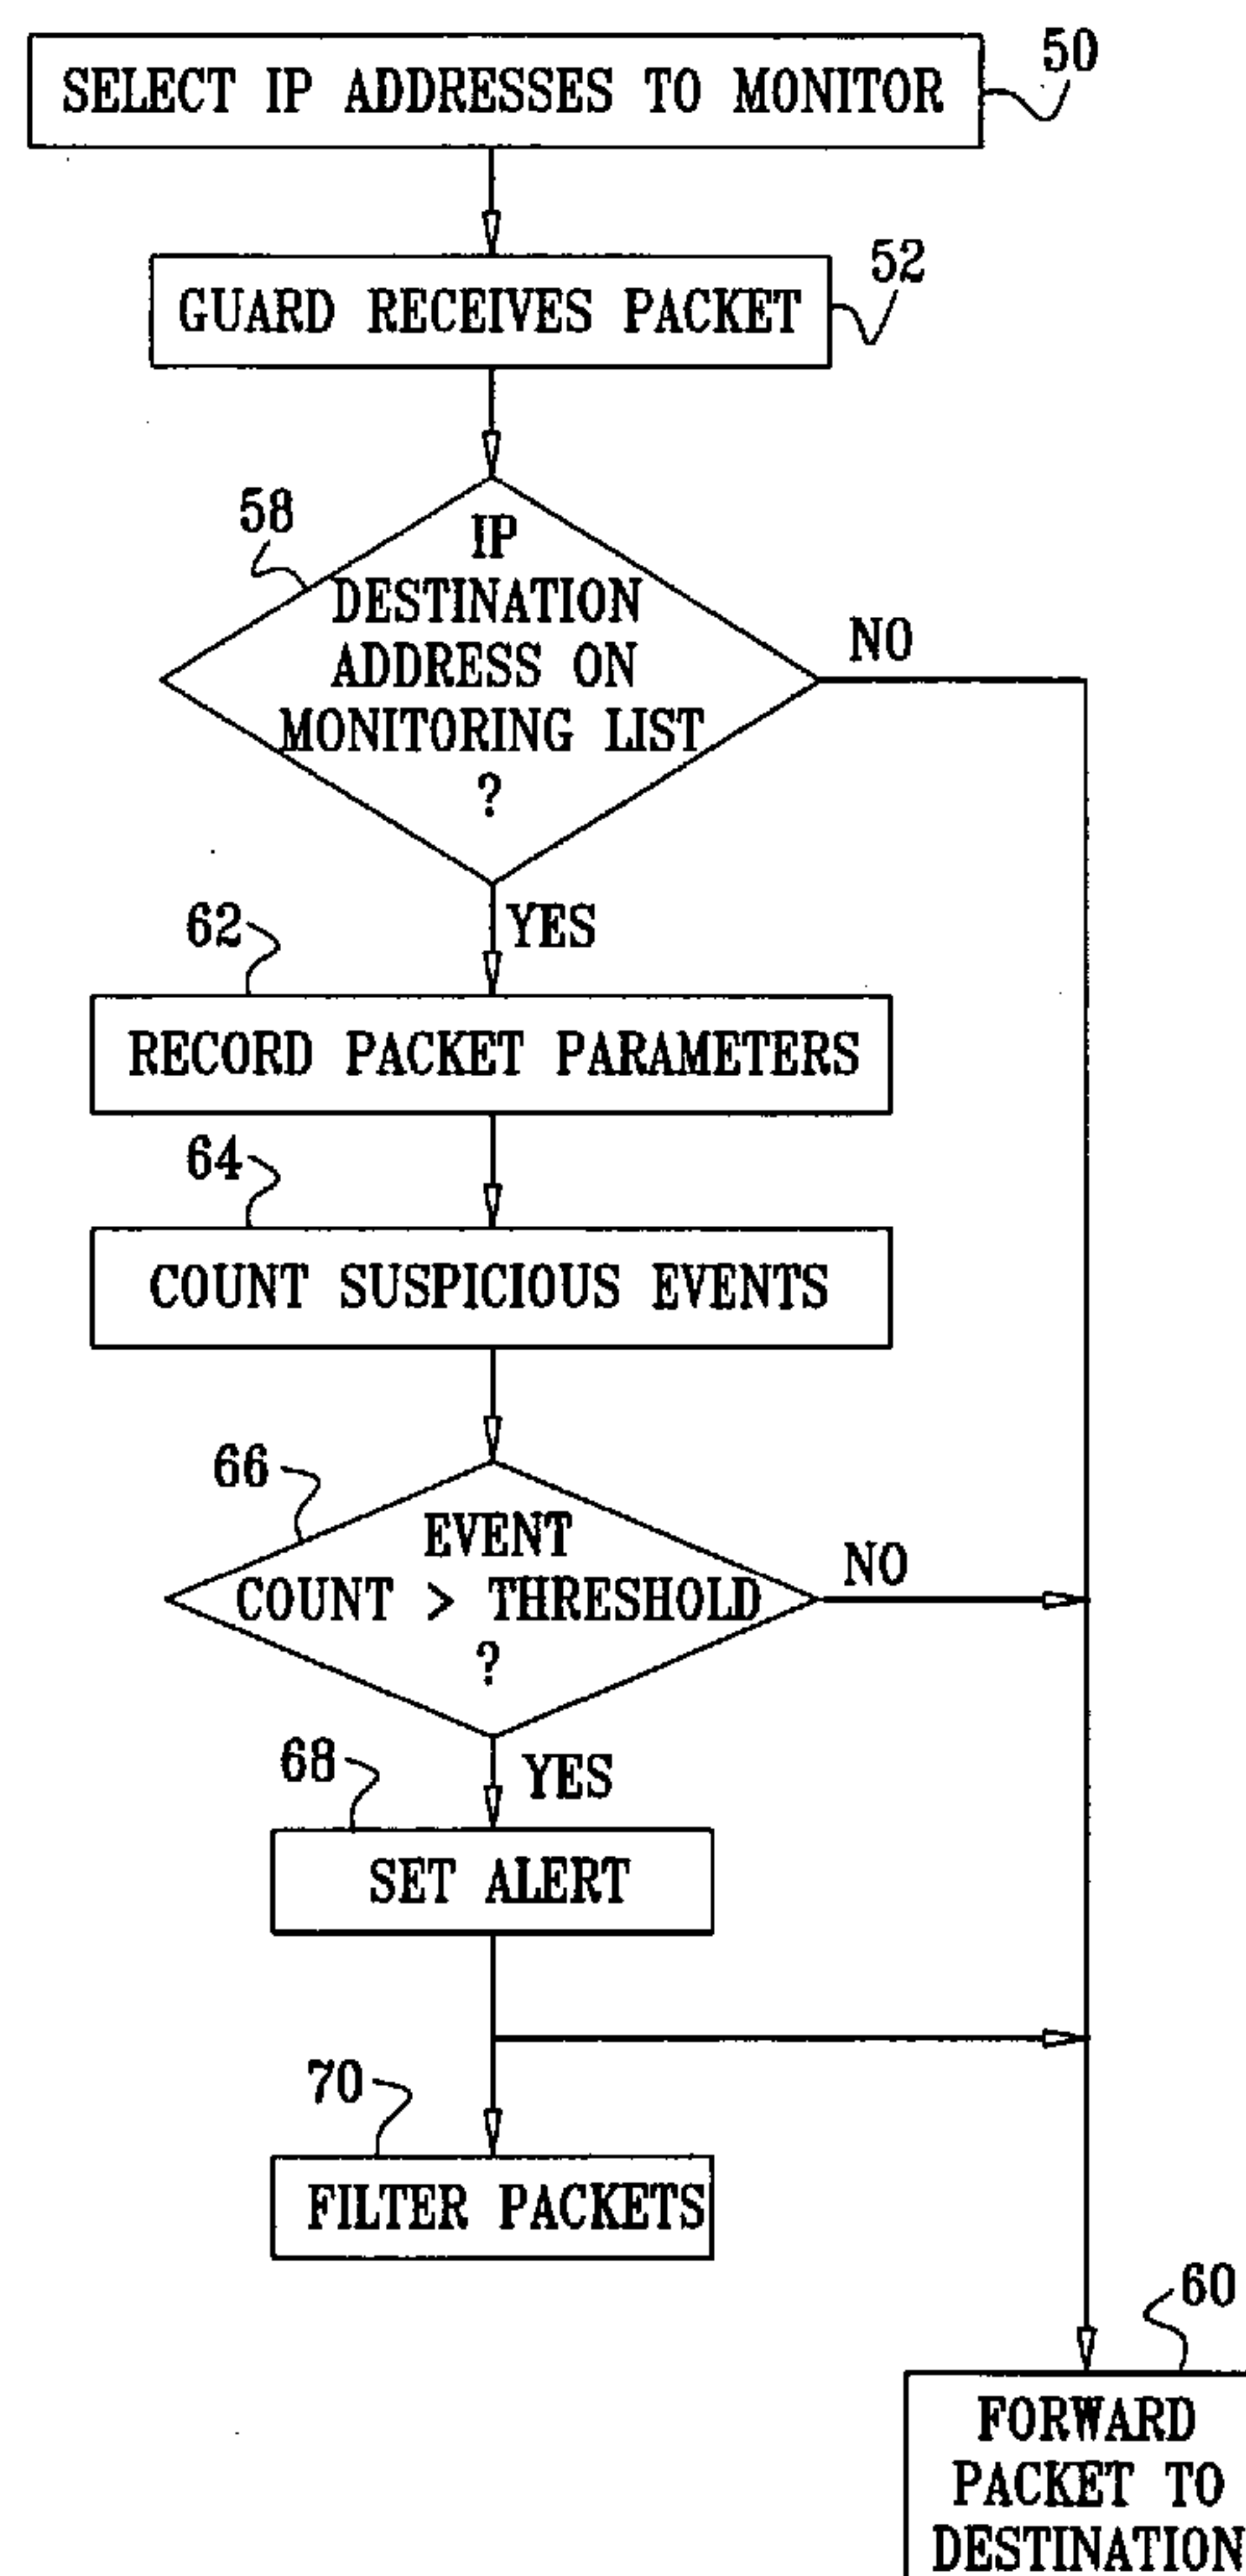 50
SELECT IP ADDRESSES TO MONITOR
52
GUARD RECEIVES PACKET
58
IP
DESTINATION
ADDRESS ON
MONITORING LIST
?
NO
YES
62
RECORD PACKET PARAMETERS
64
COUNT SUSPICIOUS EVENTS
66
EVENT
COUNT > THRESHOLD
?
NO
YES
68
SET ALERT
70
FILTER PACKETS
60
FORWARD
PACKET TO
DESTINATION